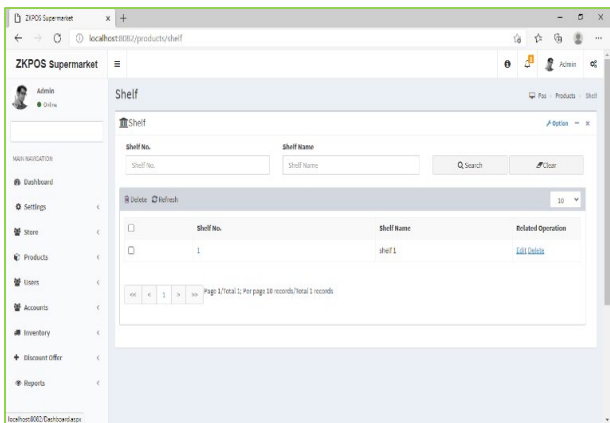 ZKPOS Supermarket
localhost:8082/products/shelf
ZKPOS Supermarket
Admin
Admin
Online
Shelf
Pos > Products > Shelf
Shelf
Option
MAIN NAVIGATION
Shelf No.
Shelf Name
Shelf No.
Shelf Name
Search
Clear
Dashboard
Settings
Store
Products
Users
Accounts
Inventory
Discount Offer
Reports
Delete Refresh
10
Shelf No.
Shelf Name
Related Operation
1
shelf 1
Edit Delete
<< < 1 > >> Page 1/Total 1; Per page 10 records/Total 1 records
localhost:8082/Dashboard.aspx